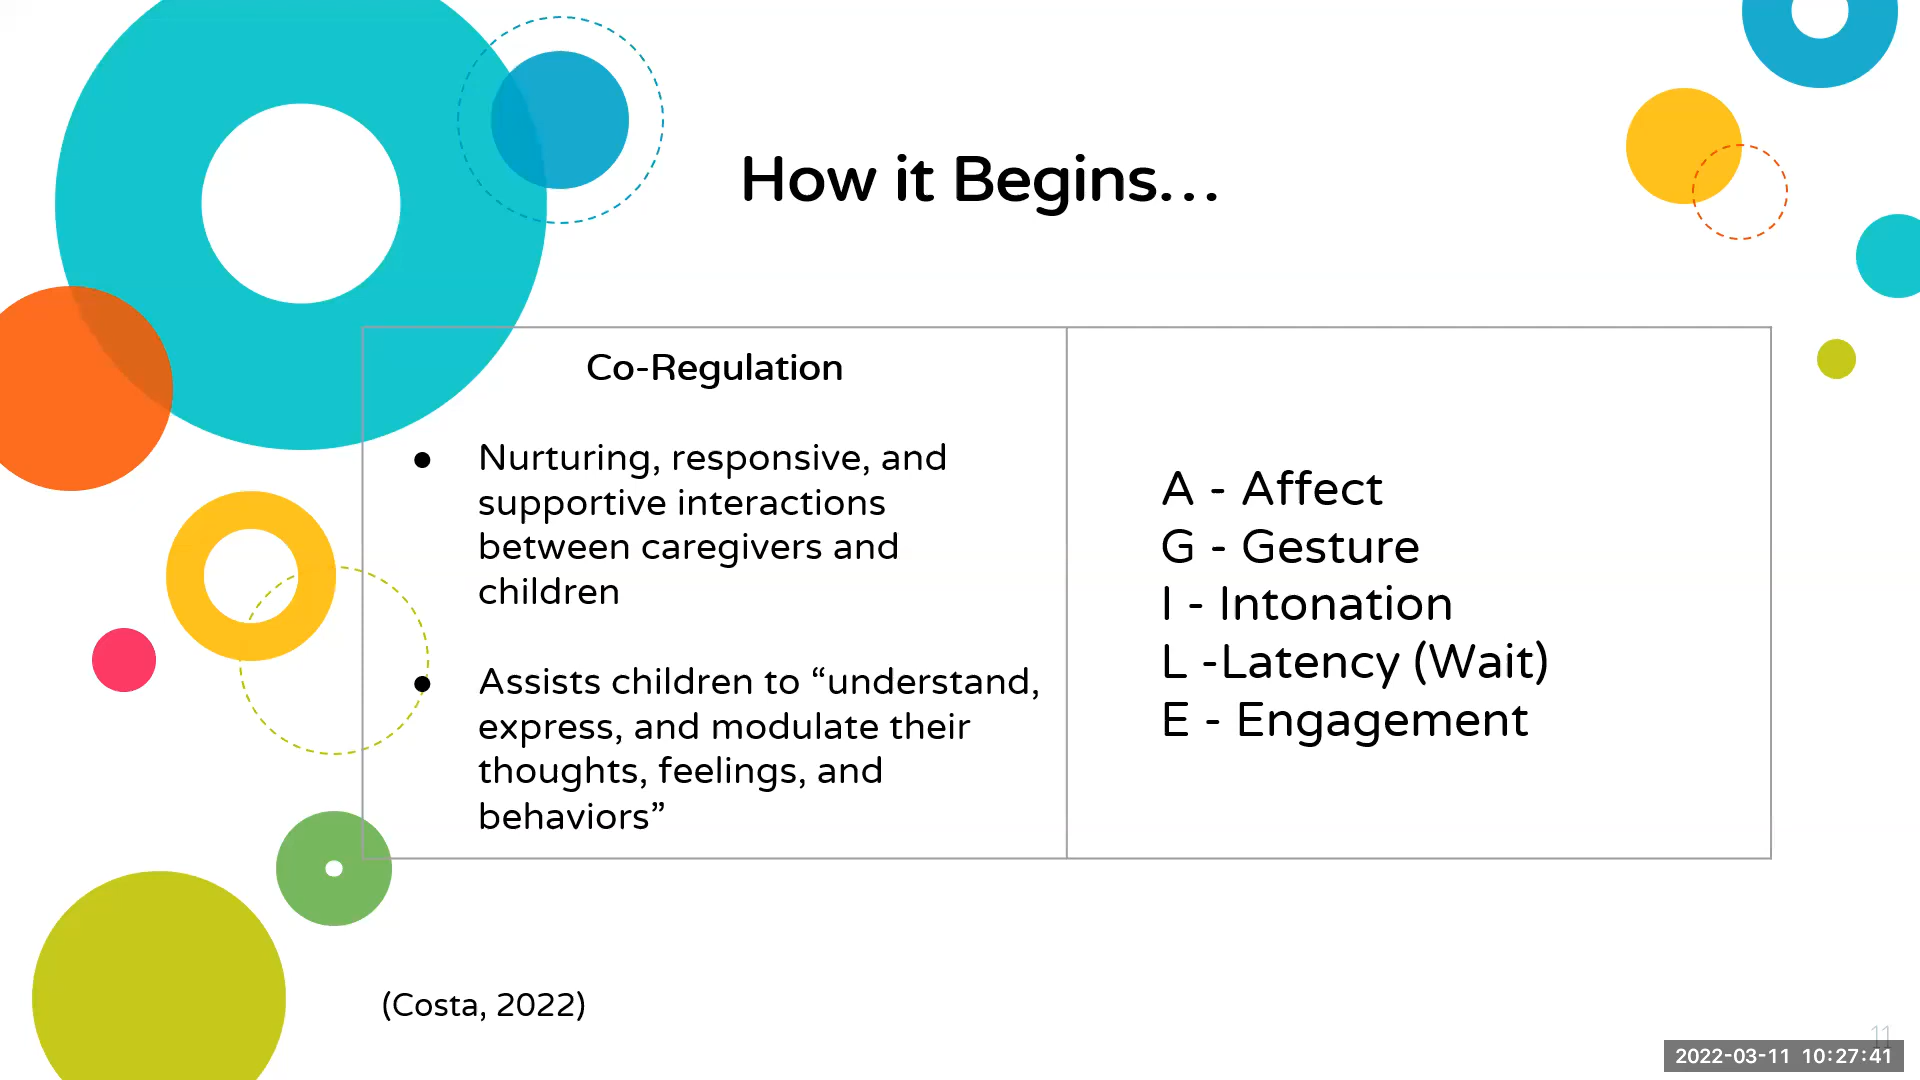 How it Begins...
Co-Regulation
● Nurturing, responsive, and
supportive interactions
between caregivers and
children
● Assists children to “understand,
express, and modulate their
thoughts, feelings, and
behaviors”
A - Affect
G - Gesture
I - Intonation
L -Latency (Wait)
E - Engagement
(Costa, 2022)
11
2022-03-11 10:27:41